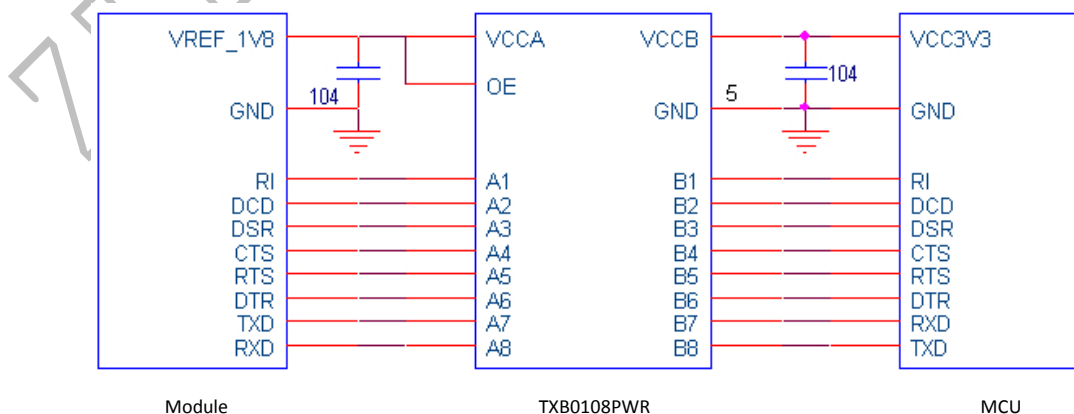 VREF_1V8
104
GND
RI
DCD
DSR
CTS
RTS
DTR
TXD
RXD
VCCA
OE
A1
A2
A3
A4
A5
A6
A7
A8
VCCB
GND
5
B1
B2
B3
B4
B5
B6
B7
B8
104
VCC3V3
GND
RI
DCD
DSR
CTS
RTS
DTR
RXD
TXD
Module
TXB0108PWR
MCU